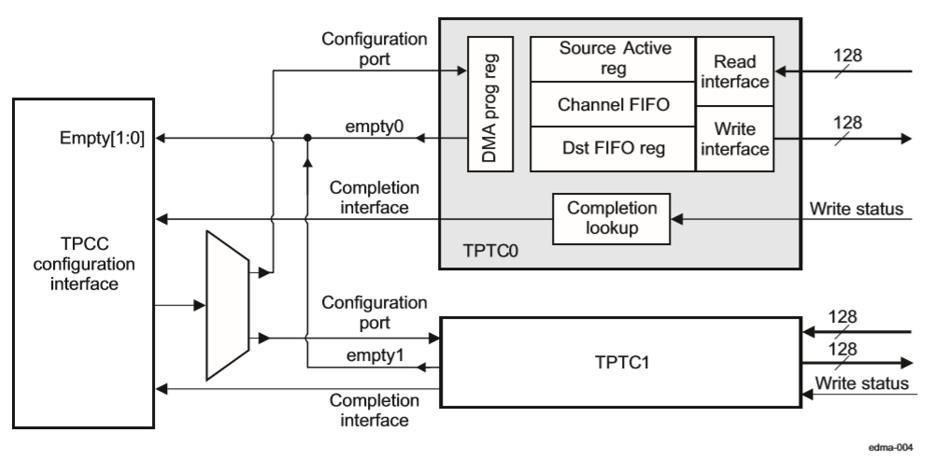 Configuration
port
DMA prog reg
Source Active
reg
Channel FIFO
Dst FIFO reg
Read
interface
Write
interface
128
128
Empty[1:0]
empty0
Completion
interface
Completion
lookup
Write status
TPTC0
TPCC
configuration
interface
Configuration
port
empty1
Completion
interface
TPTC1
128
128
Write status
edma-004